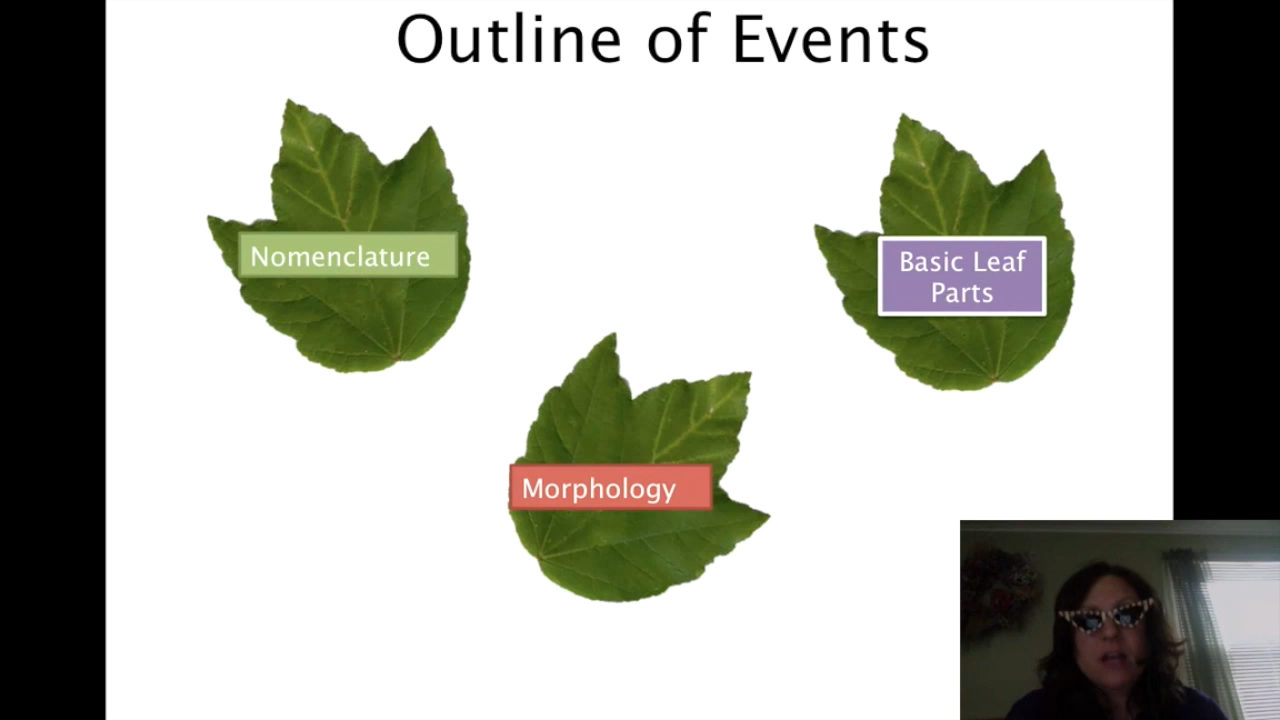 Outline of Events
Nomenclature
Basic Leaf
Parts
Morphology